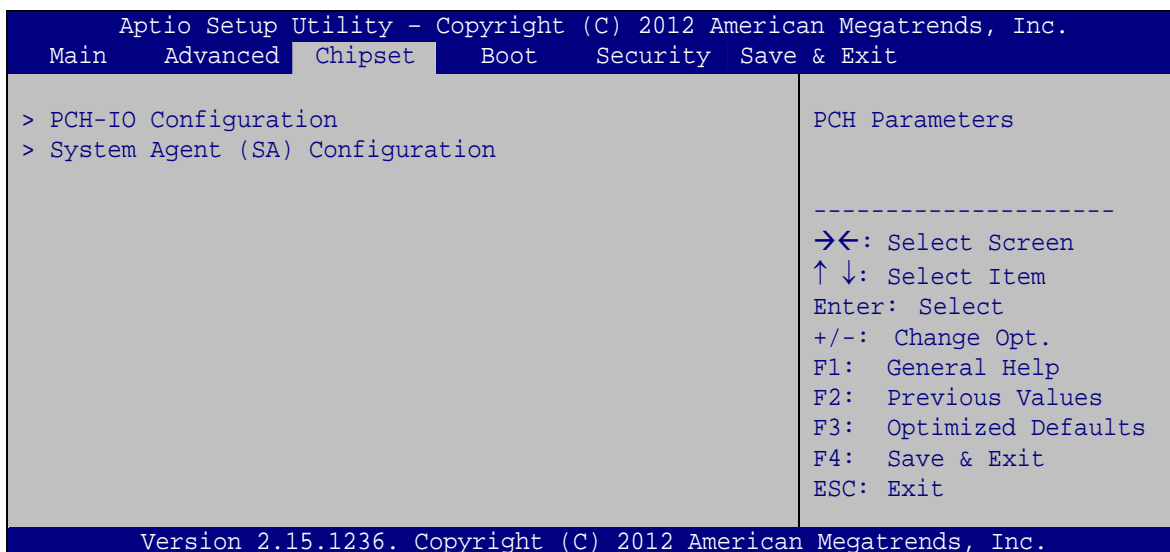 Aptio Setup Utility – Copyright (C) 2012 American Megatrends, Inc.
Main Advanced Chipset Boot Security Save & Exit
> PCH-IO Configuration
> System Agent (SA) Configuration
PCH Parameters
---------------------
→←: Select Screen
↑ ↓: Select Item
Enter: Select
+/-: Change Opt.
F1: General Help
F2: Previous Values
F3: Optimized Defaults
F4: Save & Exit
ESC: Exit
Version 2.15.1236. Copyright (C) 2012 American Megatrends, Inc.